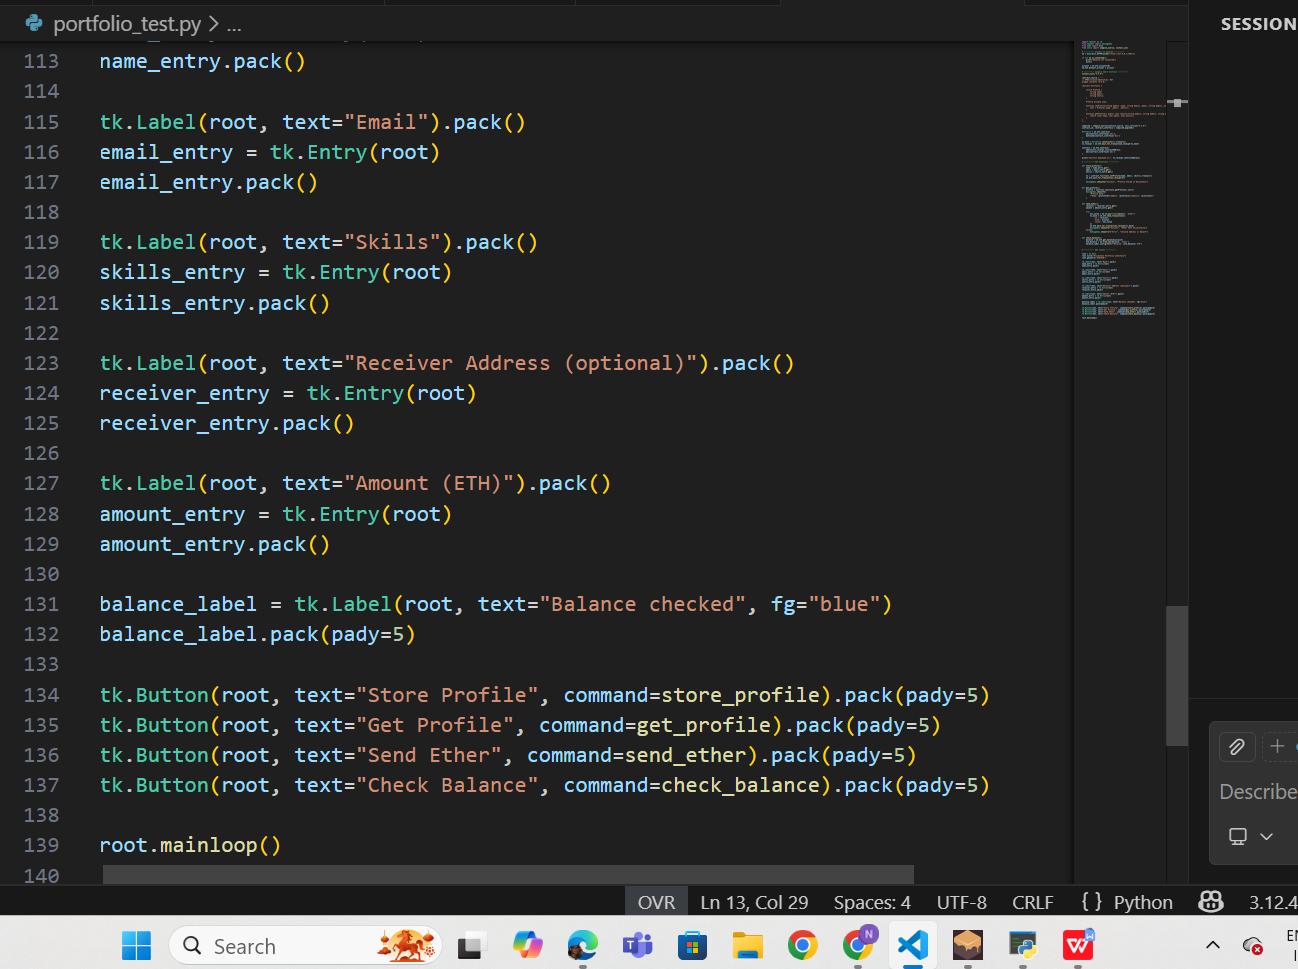 portfolio_test.py > ...
SESSION
113 name_entry.pack()
114
115 tk.Label(root, text="Email").pack()
116 email_entry = tk.Entry(root)
117 email_entry.pack()
118
119 tk.Label(root, text="Skills").pack()
120 skills_entry = tk.Entry(root)
121 skills_entry.pack()
122
123 tk.Label(root, text="Receiver Address (optional)").pack()
124 receiver_entry = tk.Entry(root)
125 receiver_entry.pack()
126
127 tk.Label(root, text="Amount (ETH)").pack()
128 amount_entry = tk.Entry(root)
129 amount_entry.pack()
130
131 balance_label = tk.Label(root, text="Balance checked", fg="blue")
132 balance_label.pack(pady=5)
133
134 tk.Button(root, text="Store Profile", command=store_profile).pack(pady=5)
135 tk.Button(root, text="Get Profile", command=get_profile).pack(pady=5)
136 tk.Button(root, text="Send Ether", command=send_ether).pack(pady=5)
137 tk.Button(root, text="Check Balance", command=check_balance).pack(pady=5)
138
139 root.mainloop()
140
Describe
OVR Ln 13, Col 29 Spaces: 4 UTF-8 CRLF {} Python 3.12.4
Search
N
W